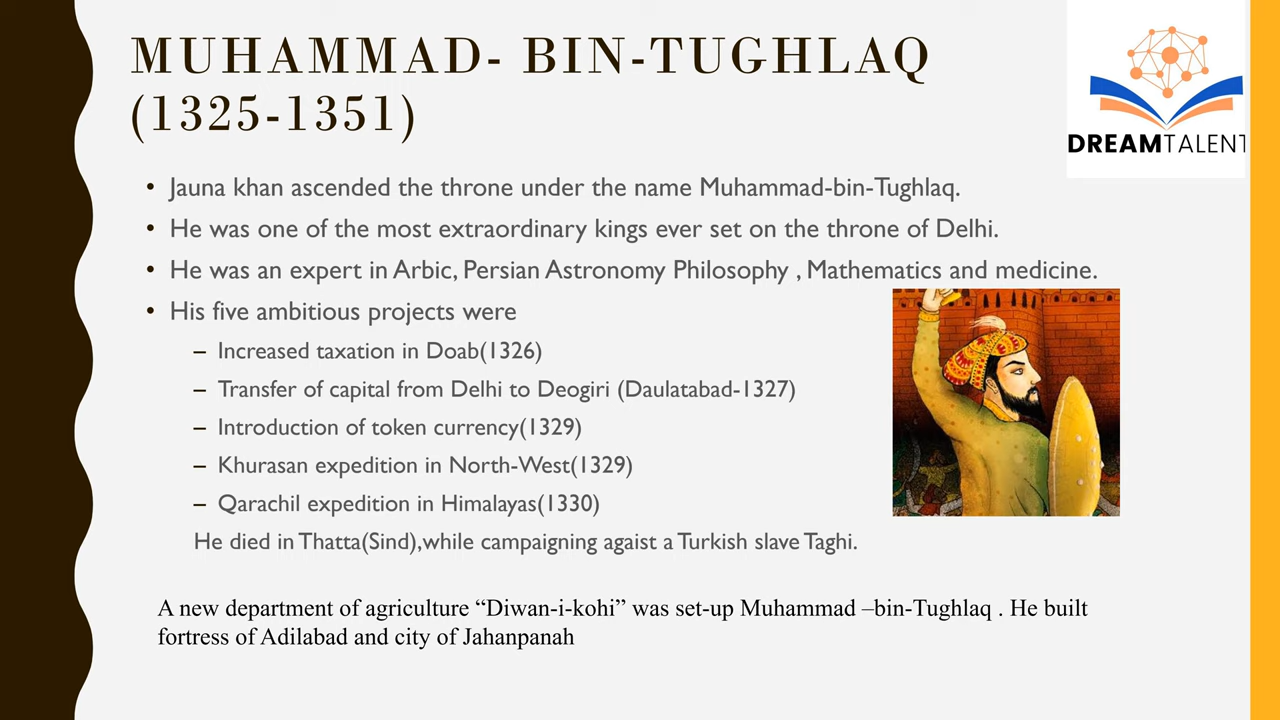 MUHAMMAD- BIN-TUGHLAQ
(1325-1351)
DREAMTALENT
• Jauna khan ascended the throne under the name Muhammad-bin-Tughlaq.
• He was one of the most extraordinary kings ever set on the throne of Delhi.
• He was an expert in Arbic, Persian Astronomy Philosophy , Mathematics and medicine.
• His five ambitious projects were
– Increased taxation in Doab(1326)
– Transfer of capital from Delhi to Deogiri (Daulatabad-1327)
– Introduction of token currency(1329)
– Khurasan expedition in North-West(1329)
– Qarachil expedition in Himalayas(1330)
He died in Thatta(Sind),while campaigning agaist a Turkish slave Taghi.
A new department of agriculture “Diwan-i-kohi” was set-up Muhammad –bin-Tughlaq . He built
fortress of Adilabad and city of Jahanpanah